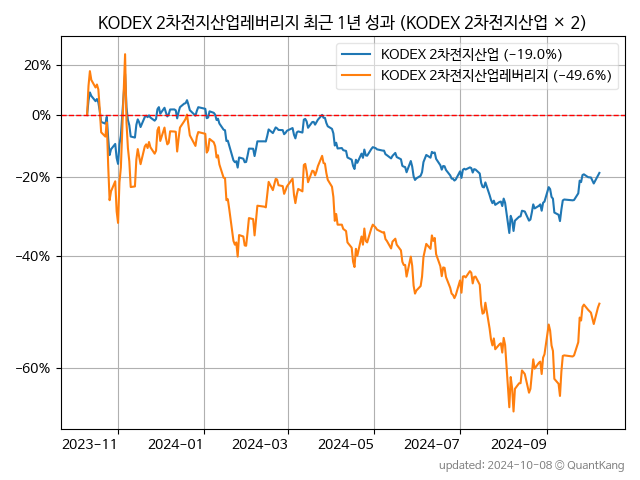 KODEX 2차전지산업레버리지 최근 1년 성과 (KODEX 2차전지산업 × 2)
KODEX 2차전지산업 (−19.0%)
KODEX 2차전지산업레버리지 (−49.6%)
20%
0%
−20%
−40%
−60%
2023-11
2024-01
2024-03
2024-05
2024-07
2024-09
updated: 2024-10-08 © QuantKang